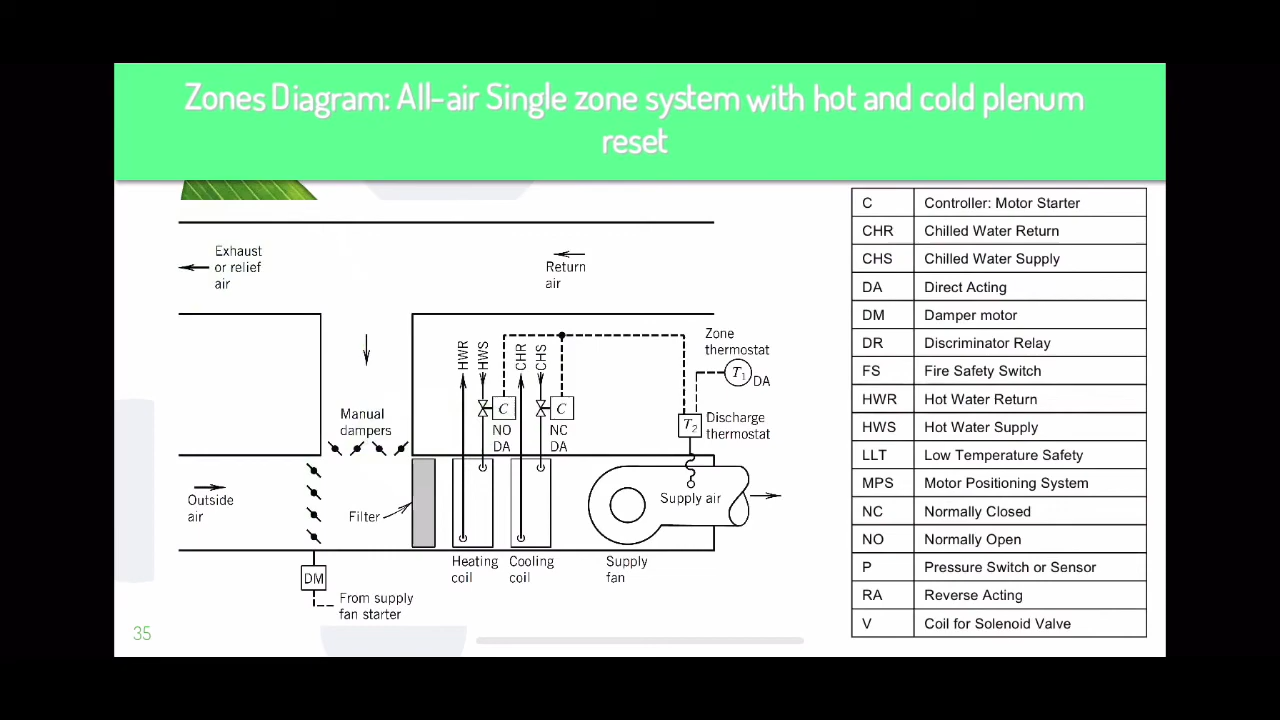 Zones Diagram: All-air Single zone system with hot and cold plenum
reset
Exhaust
or relief
air
Return
air
Zone
thermostat
T1
DA
HWR
HWS
CHR
CHS
C
C
NO
DA
NC
DA
T2
Discharge
thermostat
Manual
dampers
Outside
air
Filter
Supply air
Heating
coil
Cooling
coil
Supply
fan
DM
From supply
fan starter
35
C Controller: Motor Starter
CHR Chilled Water Return
CHS Chilled Water Supply
DA Direct Acting
DM Damper motor
DR Discriminator Relay
FS Fire Safety Switch
HWR Hot Water Return
HWS Hot Water Supply
LLT Low Temperature Safety
MPS Motor Positioning System
NC Normally Closed
NO Normally Open
P Pressure Switch or Sensor
RA Reverse Acting
V Coil for Solenoid Valve